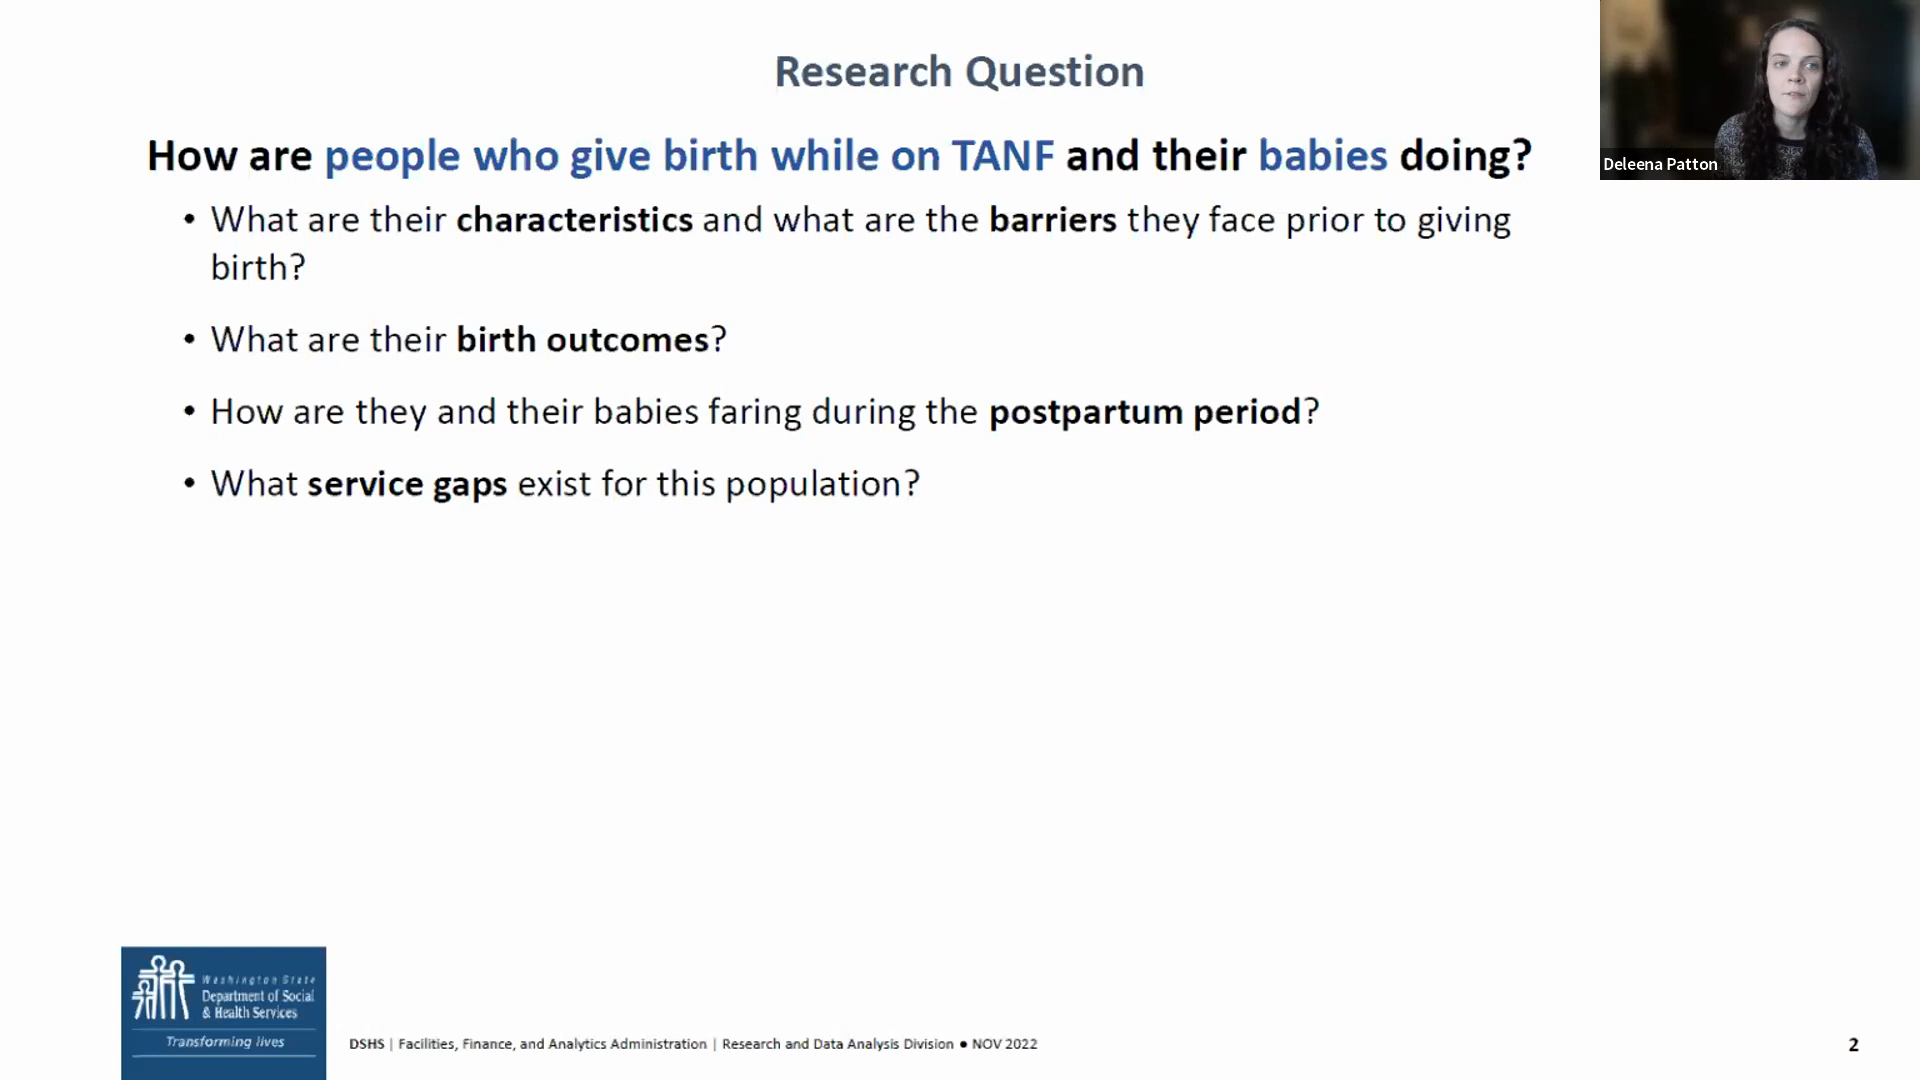 Research Question
How are people who give birth while on TANF and their babies doing?
Deleena Patton
• What are their characteristics and what are the barriers they face prior to giving
birth?
• What are their birth outcomes?
• How are they and their babies faring during the postpartum period?
• What service gaps exist for this population?
Washington State
Department of Social
& Health Services
Transforming lives
DSHS | Facilities, Finance, and Analytics Administration | Research and Data Analysis Division ● NOV 2022
2